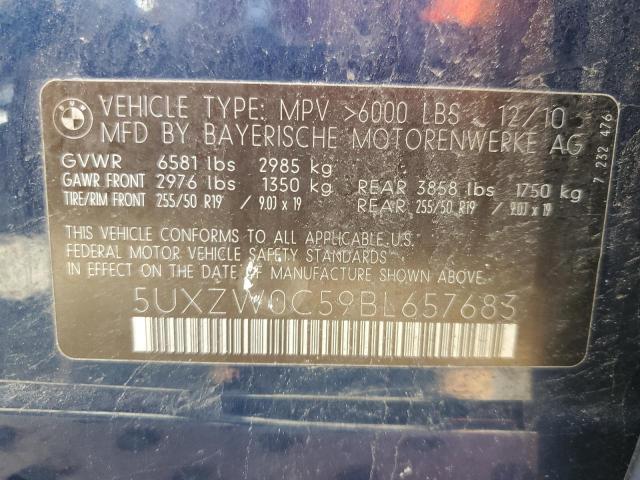 BMW
VEHICLE TYPE: MPV >6000 LBS - 12/10
MFD BY BAYERISCHE MOTORENWERKE AG
GVWR 6581 lbs 2985 kg
GAWR FRONT 2976 lbs 1350 kg REAR 3858 lbs 1750 kg
TIRE/RIM FRONT 255/50 R19 / 9.0J x 19 REAR 255/50 R19 / 9.0J x 19
THIS VEHICLE CONFORMS TO ALL APPLICABLE U.S.
FEDERAL MOTOR VEHICLE SAFETY STANDARDS
IN EFFECT ON THE DATE OF MANUFACTURE SHOWN ABOVE.
5UXZW0C59BL657683
7 232 476